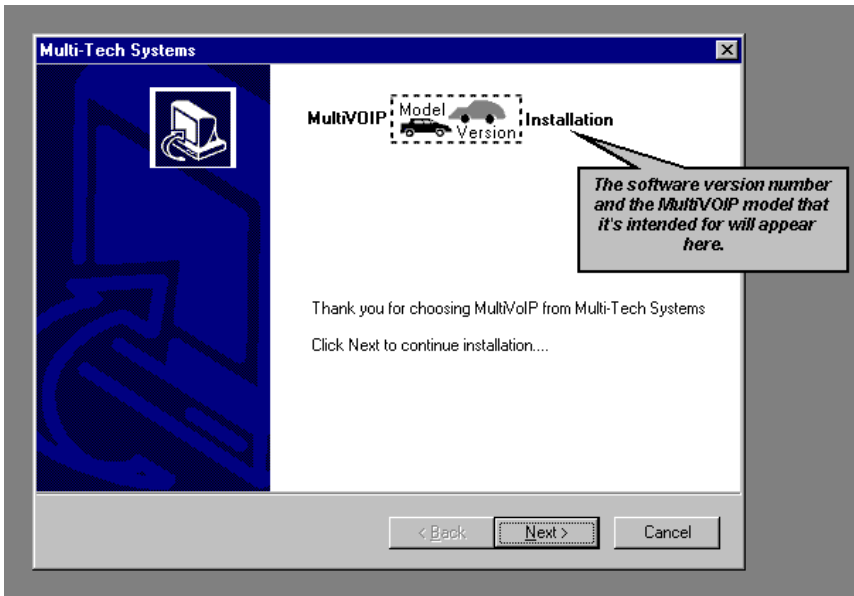 Multi-Tech Systems
MultiVOIP Model Version Installation
The software version number
and the MultiVOIP model that
it's intended for will appear
here.
Thank you for choosing MultiVoIP from Multi-Tech Systems
Click Next to continue installation....
< Back Next > Cancel